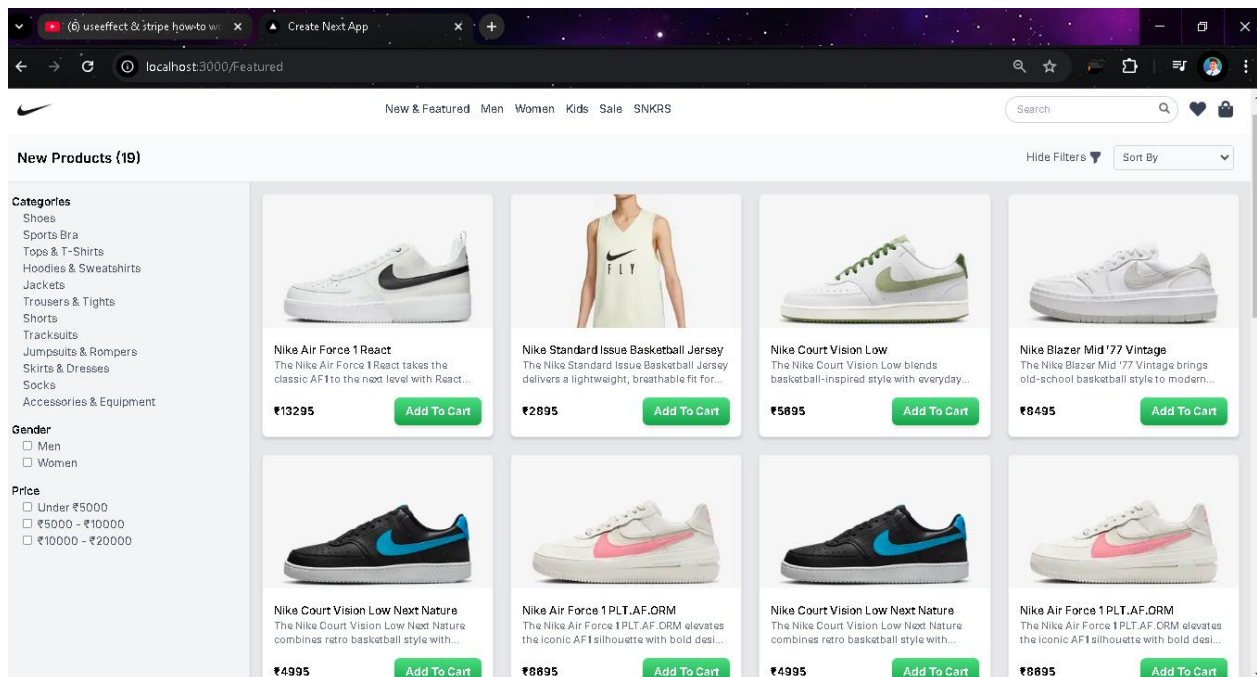 (6) useeffect & stripe how to wo
Create Next App
localhost:3000/Featured
New & Featured Men Women Kids Sale SNKRS
Search
New Products (19)
Hide Filters
Sort By
Categories
Shoes
Sports Bra
Tops & T-Shirts
Hoodies & Sweatshirts
Jackets
Trousers & Tights
Shorts
Tracksuits
Jumpsuits & Rompers
Skirts & Dresses
Socks
Accessories & Equipment
Gender
Men
Women
Price
Under ₹5000
₹5000 - ₹10000
₹10000 - ₹20000
Nike Air Force 1 React
The Nike Air Force 1 React takes the
classic AF1 to the next level with React...
₹13295
Add To Cart
FLY
Nike Standard Issue Basketball Jersey
The Nike Standard Issue Basketball Jersey
delivers a lightweight, breathable fit for...
₹2895
Add To Cart
Nike Court Vision Low
The Nike Court Vision Low blends
basketball-inspired style with everyday...
₹5695
Add To Cart
Nike Blazer Mid '77 Vintage
The Nike Blazer Mid '77 Vintage brings
old-school basketball style to modern...
₹8495
Add To Cart
Nike Court Vision Low Next Nature
The Nike Court Vision Low Next Nature
combines retro basketball style with...
₹4995
Add To Cart
Nike Air Force 1 PLT.AF.ORM
The Nike Air Force 1 PLT.AF.ORM elevates
the iconic AF1 silhouette with bold desi...
₹8695
Add To Cart
Nike Court Vision Low Next Nature
The Nike Court Vision Low Next Nature
combines retro basketball style with...
₹4995
Add To Cart
Nike Air Force 1 PLT.AF.ORM
The Nike Air Force 1 PLT.AF.ORM elevates
the iconic AF1 silhouette with bold desi...
₹8695
Add To Cart